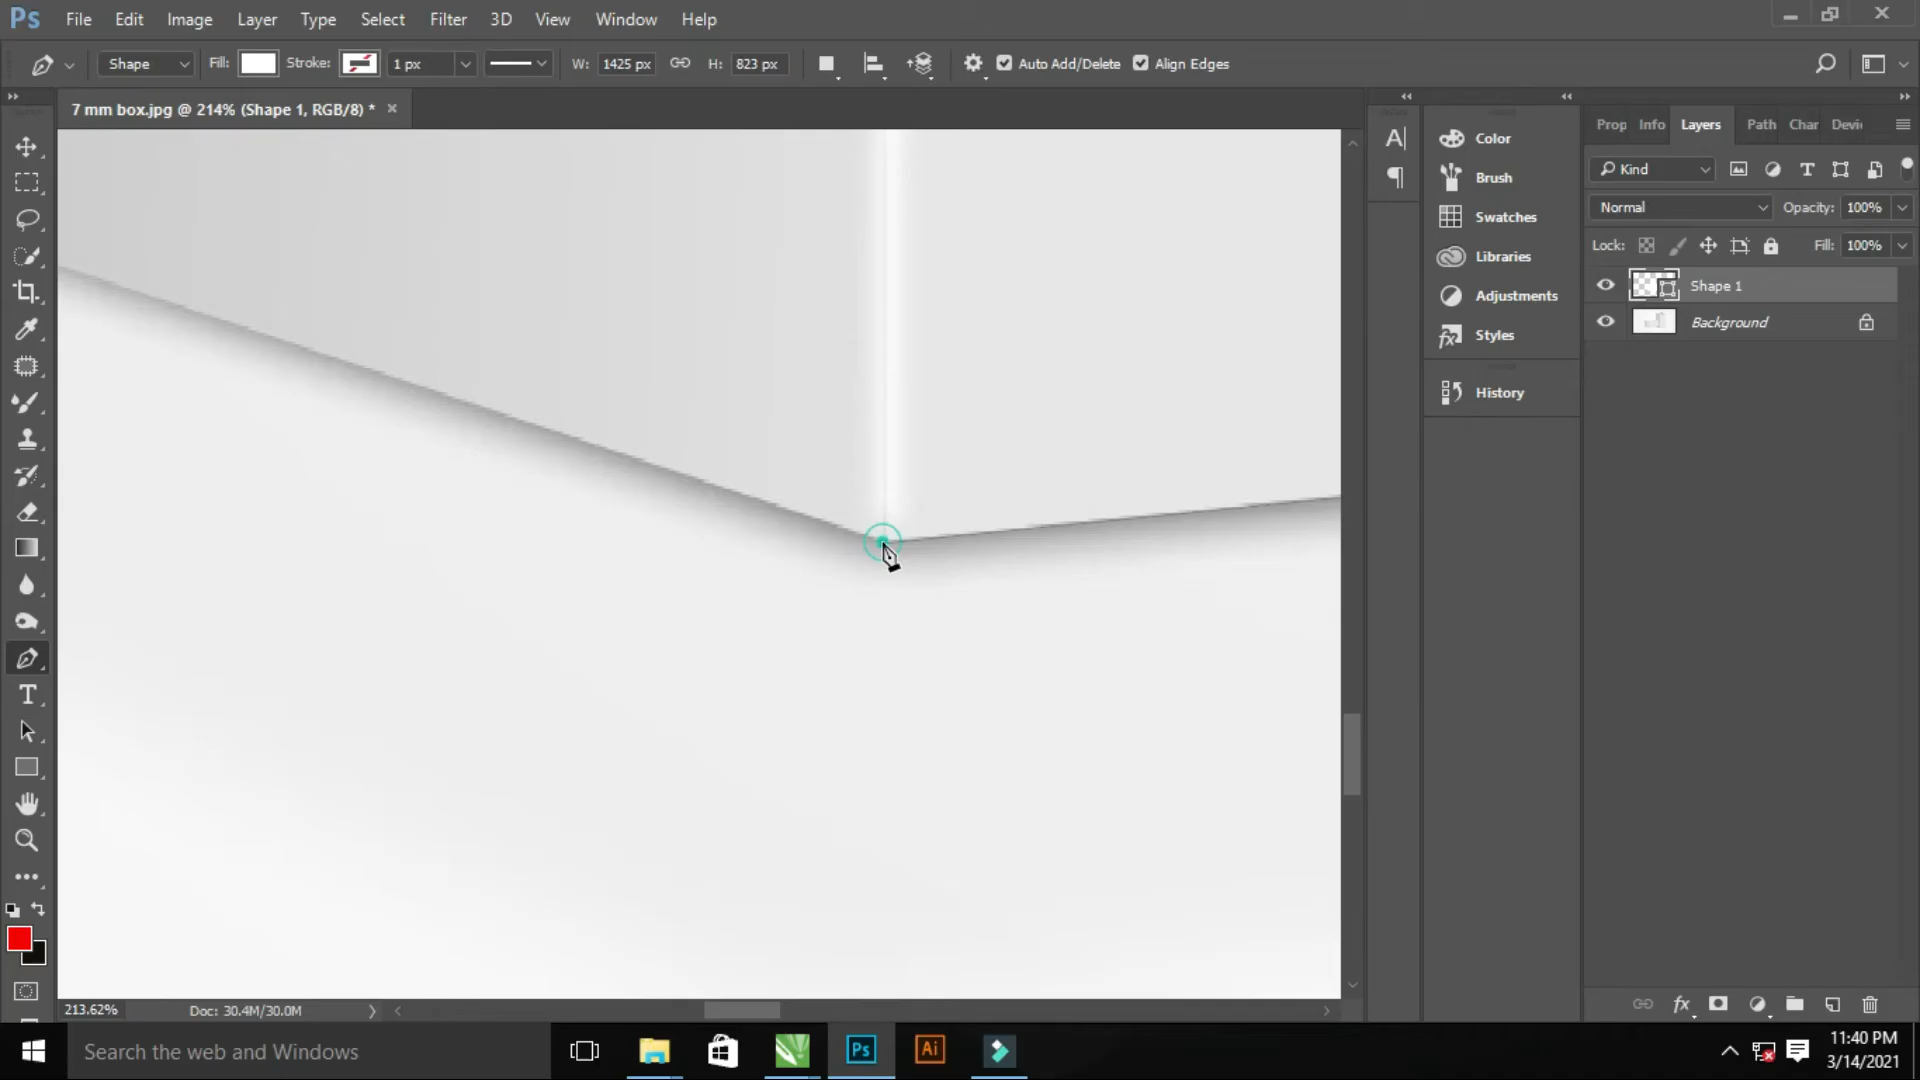 Ps File Edit Image Layer Type Select Filter 3D View Window Help
Shape Fill: Stroke: 1 px W: 1425 px H: 823 px Auto Add/Delete Align Edges
7 mm box.jpg @ 214% (Shape 1, RGB/8) *
Prop Info Layers Path Char Devi
Color
Brush
Swatches
Libraries
Adjustments
Styles
History
Kind
Normal Opacity: 100%
Lock: Fill: 100%
Shape 1
Background
213.62% Doc: 30.4M/30.0M
Search the web and Windows
Ps
Ai
11:40 PM
3/14/2021